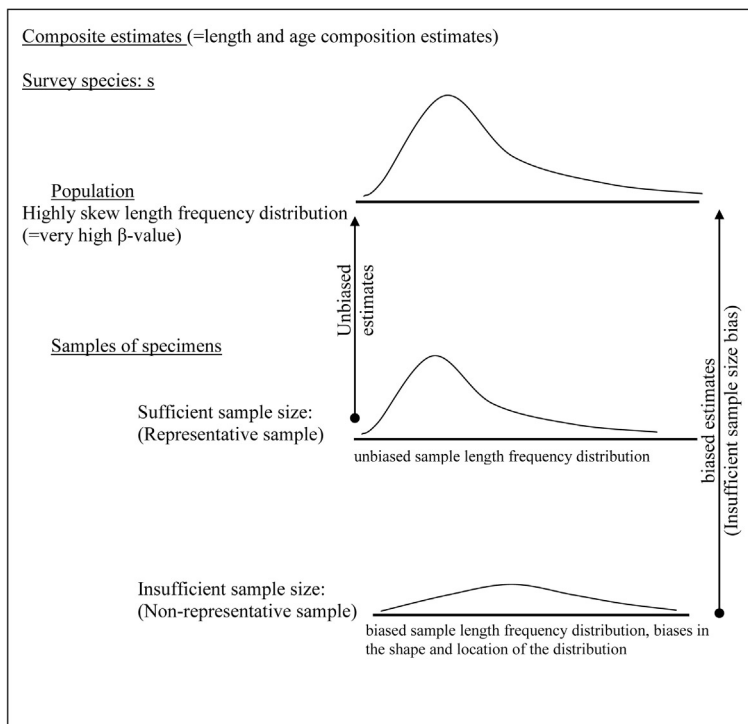 Composite estimates (=length and age composition estimates)
Survey species: s
Population
Highly skew length frequency distribution
(=very high β-value)
Unbiased
estimates
Samples of specimens
Sufficient sample size:
(Representative sample)
unbiased sample length frequency distribution
biased estimates
(Insufficient sample size bias)
Insufficient sample size:
(Non-representative sample)
biased sample length frequency distribution, biases in
the shape and location of the distribution